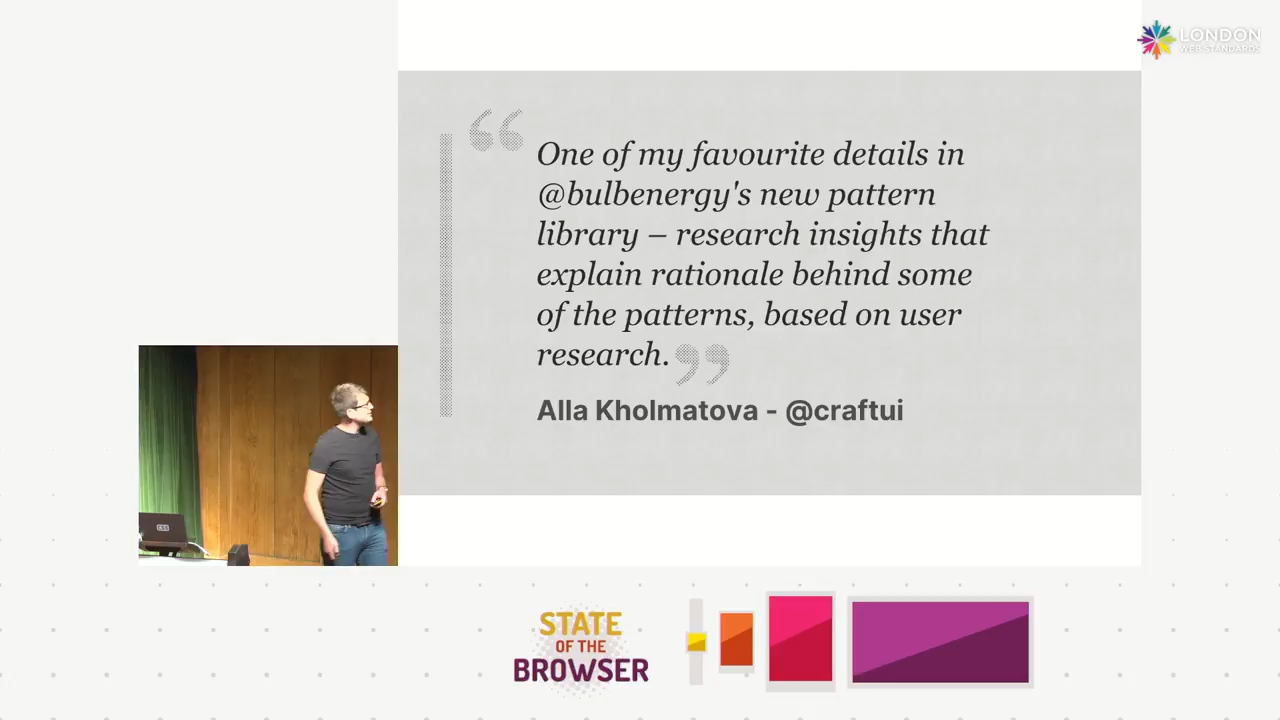 LONDON
WEB STANDARDS
“ One of my favourite details in
@bulbenergy's new pattern
library – research insights that
explain rationale behind some
of the patterns, based on user
research. ”
Alla Kholmatova - @craftui
STATE
OF THE
BROWSER